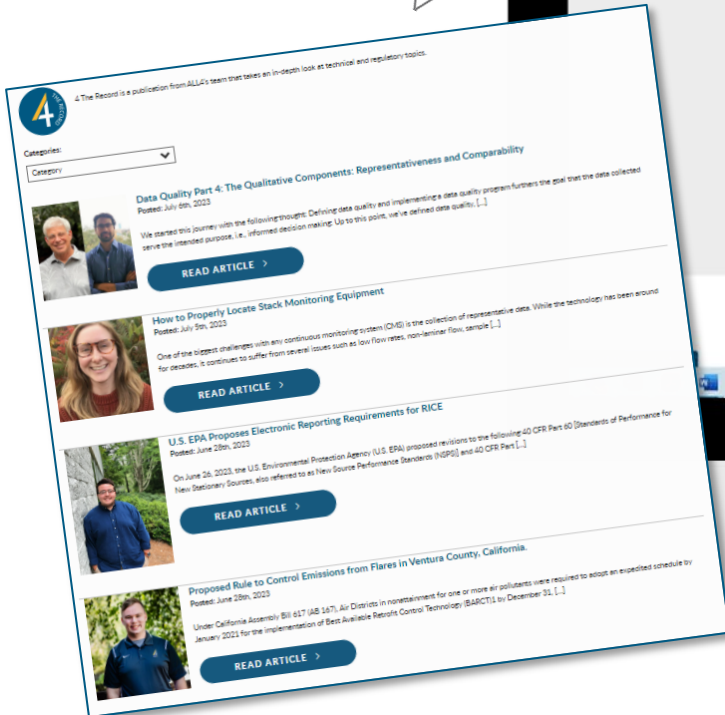 4 THE RECORD
4 The Record is a publication from ALL4's team that takes an in-depth look at technical and regulatory topics.
Categories:
Category
Data Quality Part 4: The Qualitative Components: Representativeness and Comparability
Posted: July 6th, 2023
We started this journey with the following thought: Defining data quality and implementing a data quality program furthers the goal that the data collected
serve the intended purpose, i.e., informed decision making. Up to this point, we've defined data quality, [...]
READ ARTICLE >
How to Properly Locate Stack Monitoring Equipment
Posted: July 5th, 2023
One of the biggest challenges with any continuous monitoring system (CMS) is the collection of representative data. While the technology has been around
for decades, it continues to suffer from several issues such as low flow rates, non-laminar flow, sample [...]
READ ARTICLE >
U.S. EPA Proposes Electronic Reporting Requirements for RICE
Posted: June 28th, 2023
On June 26, 2023, the U.S. Environmental Protection Agency (U.S. EPA) proposed revisions to the following 40 CFR Part 60 [Standards of Performance for
New Stationary Sources, also referred to as New Source Performance Standards (NSPS)] and 40 CFR Part [...]
READ ARTICLE >
Proposed Rule to Control Emissions from Flares in Ventura County, California.
Posted: June 28th, 2023
Under California Assembly Bill 617 (AB 167), Air Districts in nonattainment for one or more air pollutants were required to adopt an expedited schedule by
January 2021 for the implementation of Best Available Retrofit Control Technology (BARCT)1 by December 31, [...]
READ ARTICLE >
W